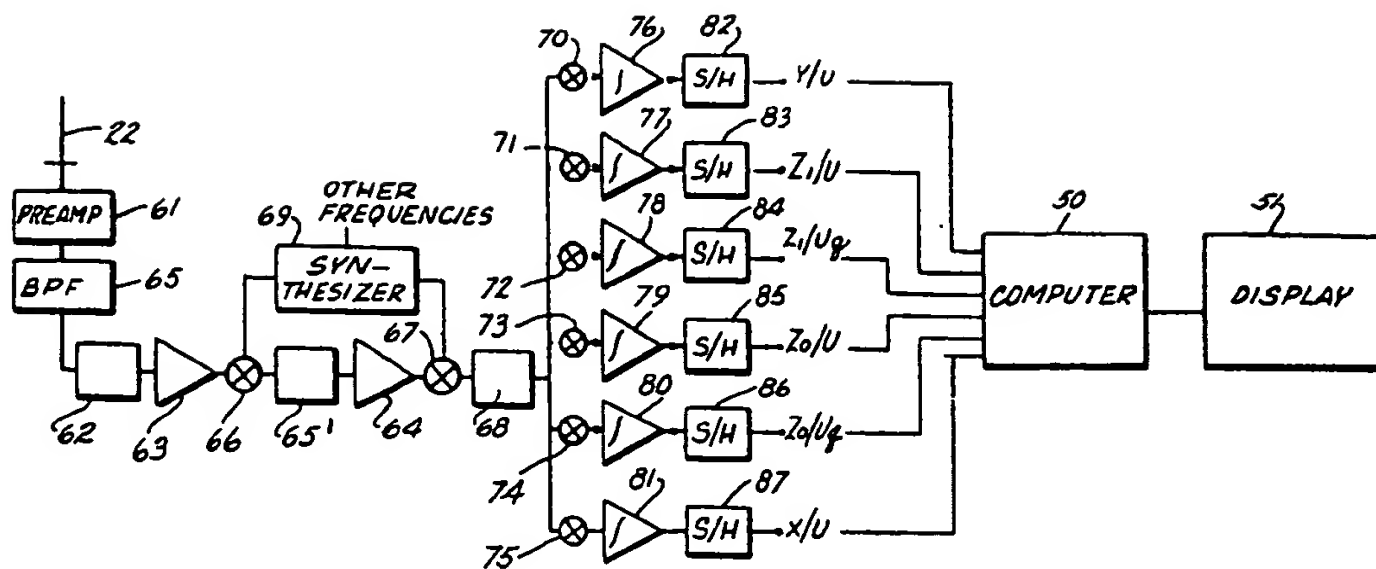 70
76
82
S/H
Y/U
22
71
77
83
S/H
Z1/U
PREAMP
61
OTHER
FREQUENCIES
69
SYN-
THESIZER
78
84
S/H
Z1/Uq
50
COMPUTER
DISPLAY
BPF
65
72
67
73
79
85
S/H
Z0/U
62
63
66
65'
64
68
74
80
86
S/H
Z0/Uq
75
81
87
S/H
X/U